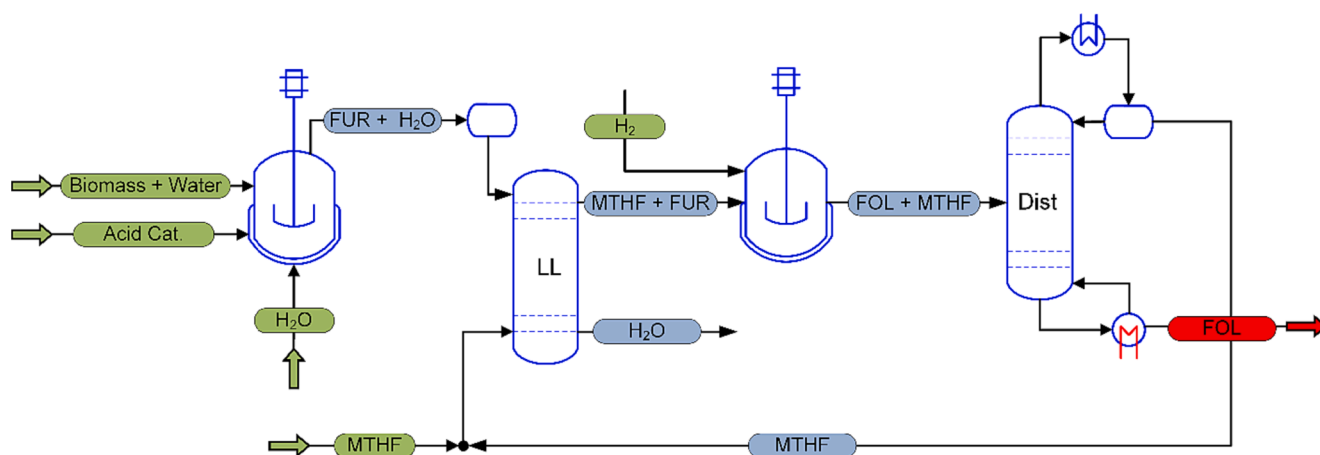 FUR + H₂O
H₂
Biomass + Water
MTHF + FUR
FOL + MTHF
Dist
Acid Cat.
LL
H₂O
H₂O
FOL
MTHF
MTHF